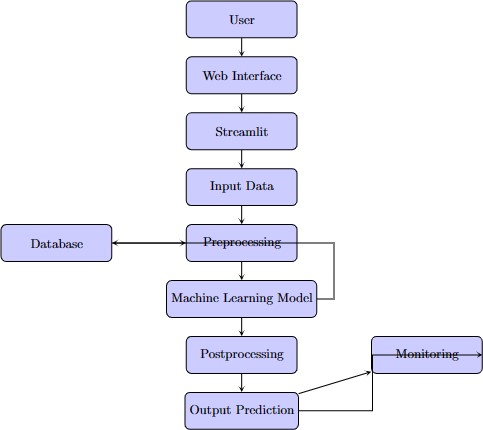 User
Web Interface
Streamlit
Input Data
Database
Preprocessing
Machine Learning Model
Postprocessing
Monitoring
Output Prediction